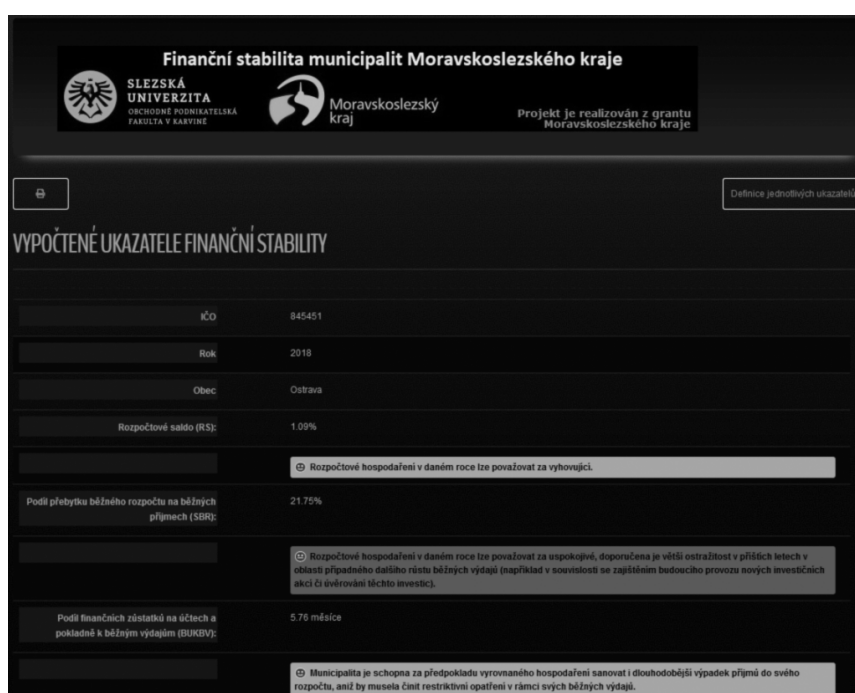 Finanční stabilita municipalit Moravskoslezského kraje
SLEZSKÁ
UNIVERZITA
OBCHODNĚ PODNIKATELSKÁ
FAKULTA V KARVINÉ
Moravskoslezský
kraj
Projekt je realizován z grantu
Moravskoslezského kraje
Definice jednotlivých ukazatelů
VYPOČTENÉ UKAZATELE FINANČNÍ STABILITY
IČO 845451
Rok 2018
Obec Ostrava
Rozpočtové saldo (RS): 1.09%
Rozpočtové hospodaření v daném roce lze považovat za vyhovující.
Podíl přebytku běžného rozpočtu na běžných
příjmech (SBR):
21.75%
Rozpočtové hospodaření v daném roce lze považovat za uspokojivé, doporučena je větší ostražitost v příštích letech v
oblasti případného dalšího růstu běžných výdajů (například v souvislosti se zajištěním budoucího provozu nových investičních
akcí či úvěrování těchto investic).
Podíl finančních zůstatků na účtech a
pokladně k běžným výdajům (BUKBV):
5.76 měsíce
Municipalita je schopna za předpokladu vyrovnaného hospodaření sanovat i dlouhodobější výpadek příjmů do svého
rozpočtu, aniž by musela činit restriktivní opatření v rámci svých běžných výdajů.